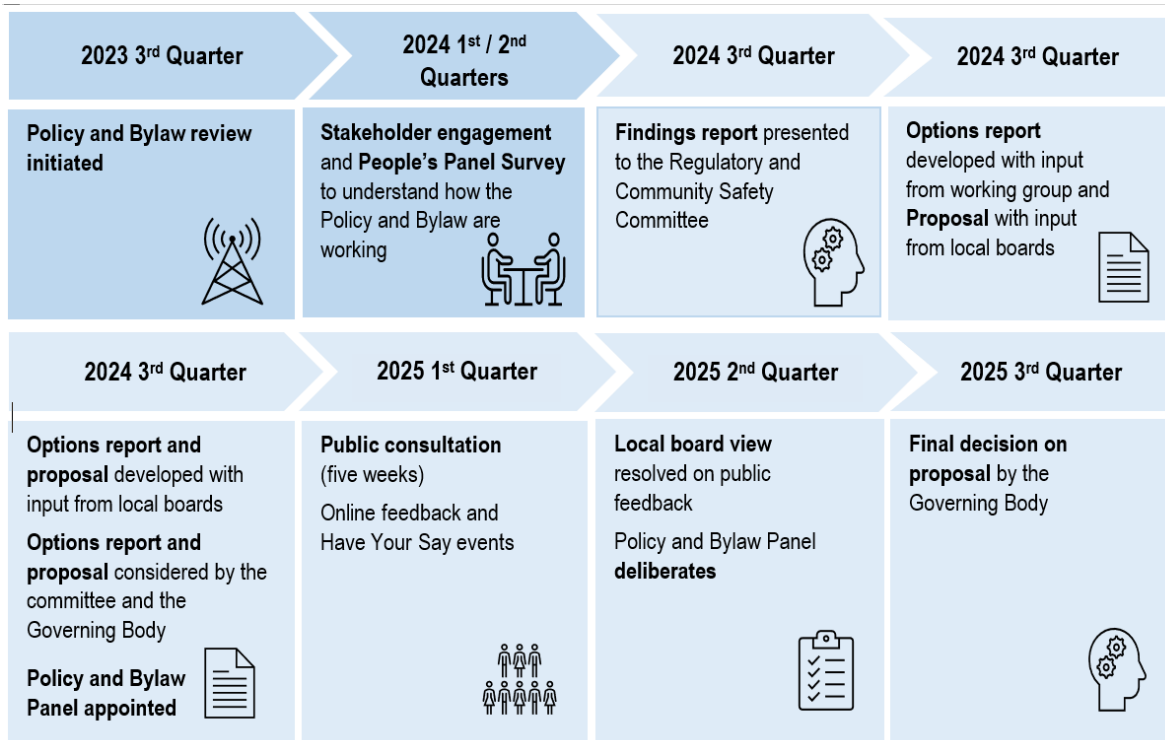 2023 3rd Quarter
2024 1st / 2nd
Quarters
2024 3rd Quarter
2024 3rd Quarter
Policy and Bylaw review
initiated
Stakeholder engagement
and People's Panel Survey
to understand how the
Policy and Bylaw are
working
Findings report presented
to the Regulatory and
Community Safety
Committee
Options report
developed with input
from working group and
Proposal with input
from local boards
2024 3rd Quarter
2025 1st Quarter
2025 2nd Quarter
2025 3rd Quarter
Options report and
proposal developed with
input from local boards
Options report and
proposal considered by the
committee and the
Governing Body
Policy and Bylaw
Panel appointed
Public consultation
(five weeks)
Online feedback and
Have Your Say events
Local board view
resolved on public
feedback
Policy and Bylaw Panel
deliberates
Final decision on
proposal by the
Governing Body